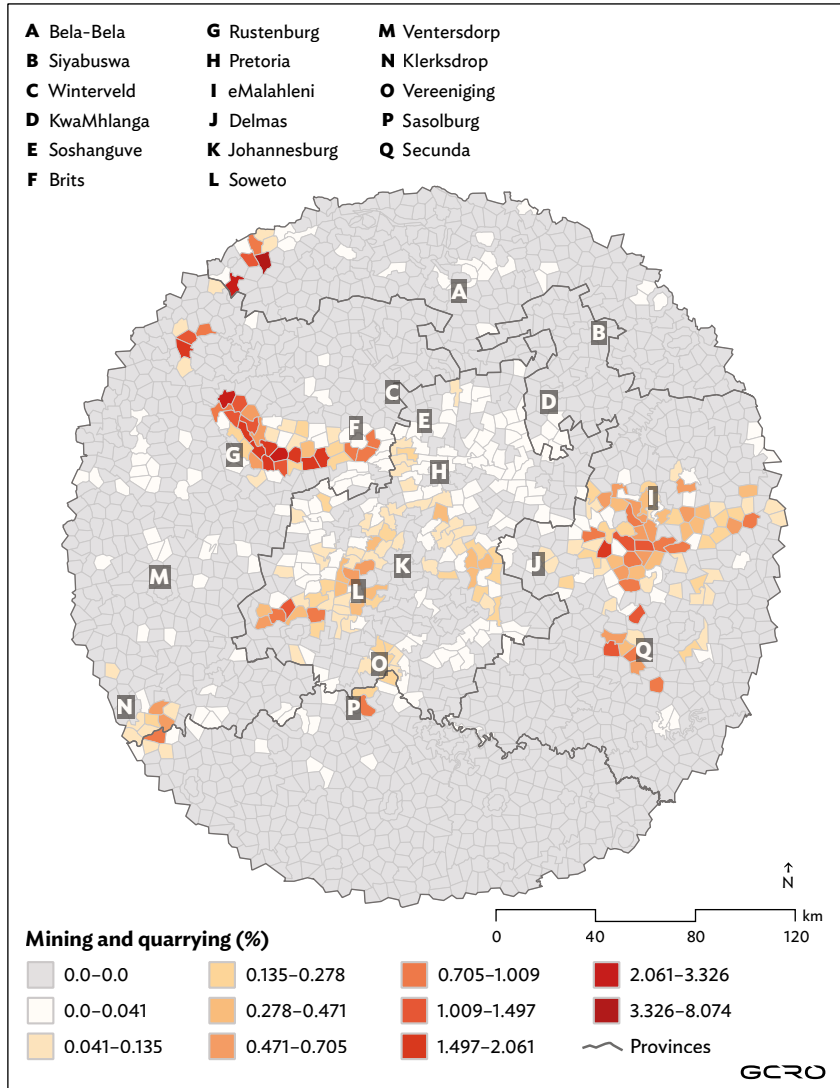 A Bela-Bela
B Siyabuswa
C Winterveld
D KwaMhlanga
E Soshanguve
F Brits
G Rustenburg
H Pretoria
I eMalahleni
J Delmas
K Johannesburg
L Soweto
M Ventersdorp
N Klerksdrop
O Vereeniging
P Sasolburg
Q Secunda
A
B
C
D
E
F
G
H
I
J
K
L
M
N
O
P
Q
N
km
0 40 80 120
Mining and quarrying (%)
0.0–0.0
0.0–0.041
0.041–0.135
0.135–0.278
0.278–0.471
0.471–0.705
0.705–1.009
1.009–1.497
1.497–2.061
2.061–3.326
3.326–8.074
Provinces
GCRO